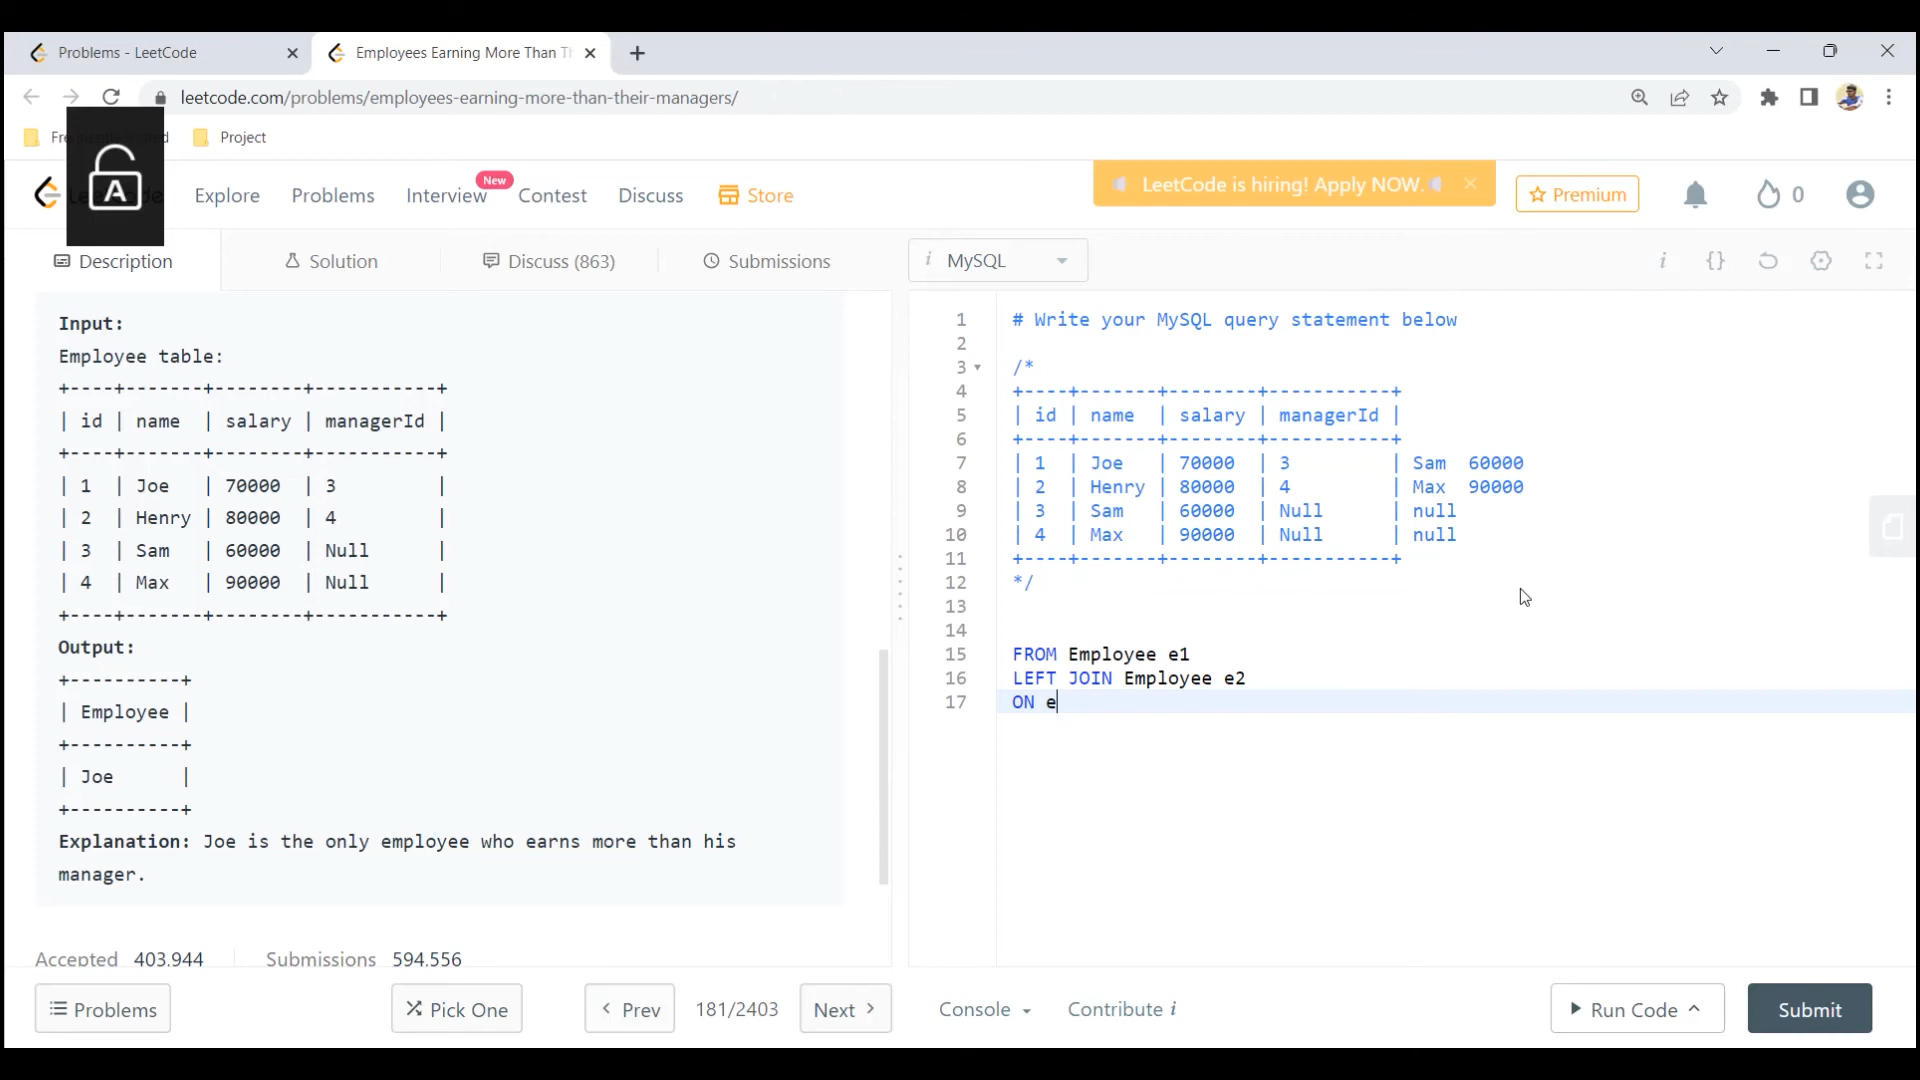 Problems - LeetCode
Employees Earning More Than Th
leetcode.com/problems/employees-earning-more-than-their-managers/
Project
Explore
Problems
Interview
New
Contest
Discuss
Store
LeetCode is hiring! Apply NOW.
Premium
0
A
Description
Solution
Discuss (863)
Submissions
i MySQL
i {}
Input:
Employee table:
+----+-------+--------+-----------+
| id | name  | salary | managerId |
+----+-------+--------+-----------+
| 1  | Joe   | 70000  | 3         |
| 2  | Henry | 80000  | 4         |
| 3  | Sam   | 60000  | Null      |
| 4  | Max   | 90000  | Null      |
+----+-------+--------+-----------+
Output:
+----------+
| Employee |
+----------+
| Joe      |
+----------+
Explanation: Joe is the only employee who earns more than his
manager.
Accepted 403,944
Submissions 594,556
1 # Write your MySQL query statement below
2
3 /*
4 +----+-------+--------+-----------+
5 | id | name  | salary | managerId |
6 +----+-------+--------+-----------+
7 | 1  | Joe   | 70000  | 3         | Sam  60000
8 | 2  | Henry | 80000  | 4         | Max  90000
9 | 3  | Sam   | 60000  | Null      | null
10 | 4  | Max   | 90000  | Null      | null
11 +----+-------+--------+-----------+
12 */
13
14
15 FROM Employee e1
16 LEFT JOIN Employee e2
17 ON e
Problems
Pick One
Prev
181/2403
Next
Console
Contribute i
Run Code
Submit